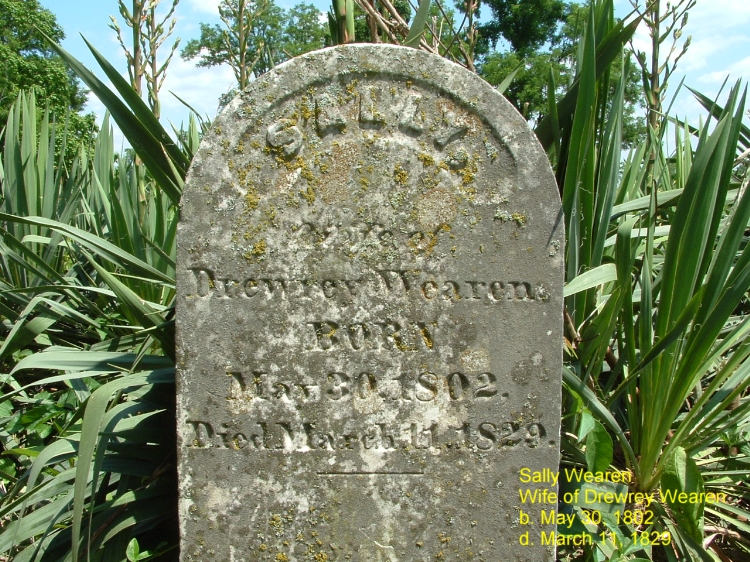 SALLY
Wife of
Drewrey Wearen.
BORN
May 30, 1802.
Died March 11, 1829.
Sally Wearen
Wife of Drewrey Wearen
b. May 30, 1802
d. March 11, 1829